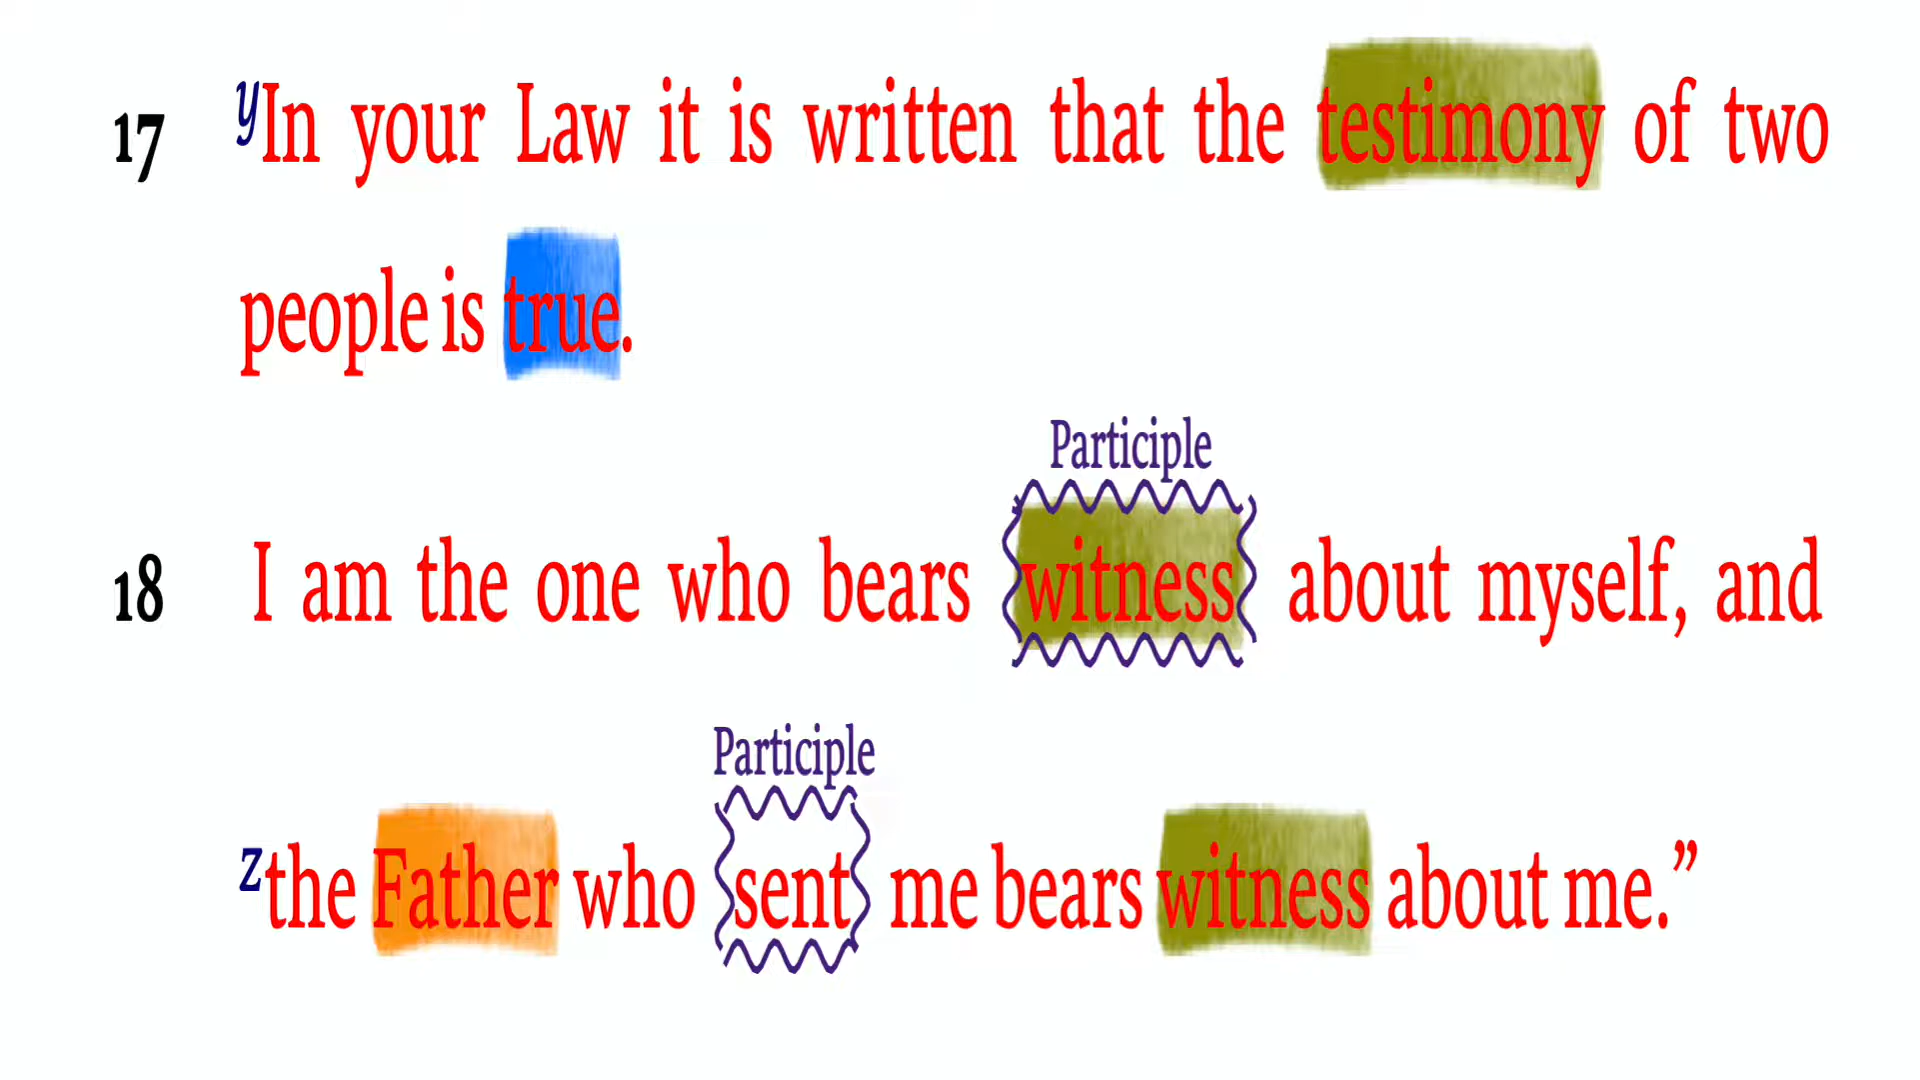 17 yIn your Law it is written that the testimony of two
people is true.
Participle
18 I am the one who bears witness about myself, and
Participle
zthe Father who sent me bears witness about me.”